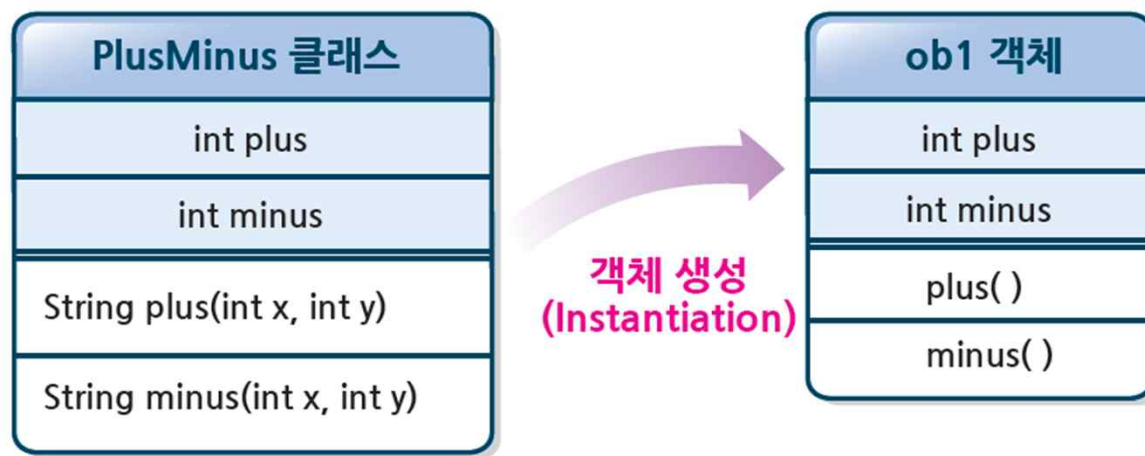 PlusMinus 클래스
int plus
int minus
String plus(int x, int y)
String minus(int x, int y)
객체 생성
(Instantiation)
ob1 객체
int plus
int minus
plus( )
minus( )